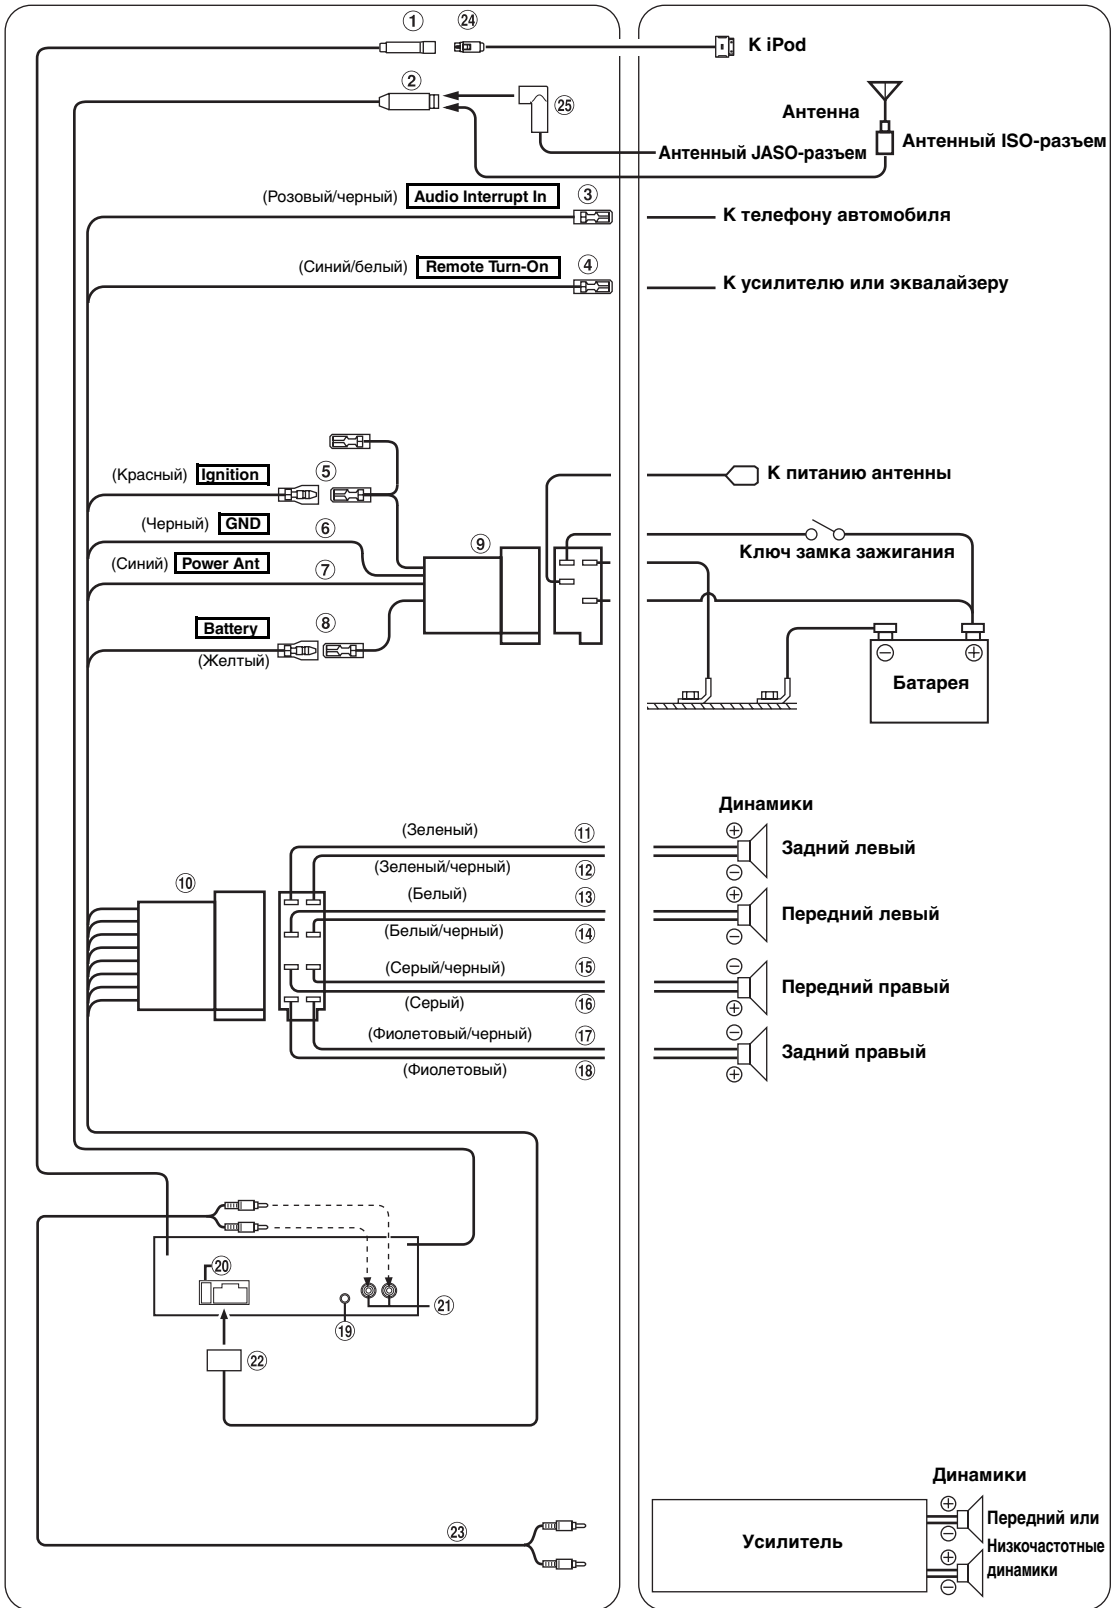 ① ㉔ К iPod
② ㉕
Антенна
Антенный ISO-разъем
Антенный JASO-разъем
(Розовый/черный) Audio Interrupt In ③ К телефону автомобиля
(Синий/белый) Remote Turn-On ④ К усилителю или эквалайзеру
(Красный) Ignition ⑤ К питанию антенны
(Черный) GND ⑥ ⑨ Ключ замка зажигания
(Синий) Power Ant ⑦
Battery ⑧
(Желтый)
⊖ ⊕
Батарея
Динамики
(Зеленый) ⑪ ⊕ Задний левый
(Зеленый/черный) ⑫ ⊖
⑩ (Белый) ⑬ ⊕ Передний левый
(Белый/черный) ⑭ ⊖
(Серый/черный) ⑮ ⊖ Передний правый
(Серый) ⑯ ⊕
(Фиолетовый/черный) ⑰ ⊖ Задний правый
(Фиолетовый) ⑱ ⊕
⑳
㉑
⑲
㉒
Динамики
㉓ Усилитель
⊕ Передний или
⊖ Низкочастотные
⊕ динамики
⊖